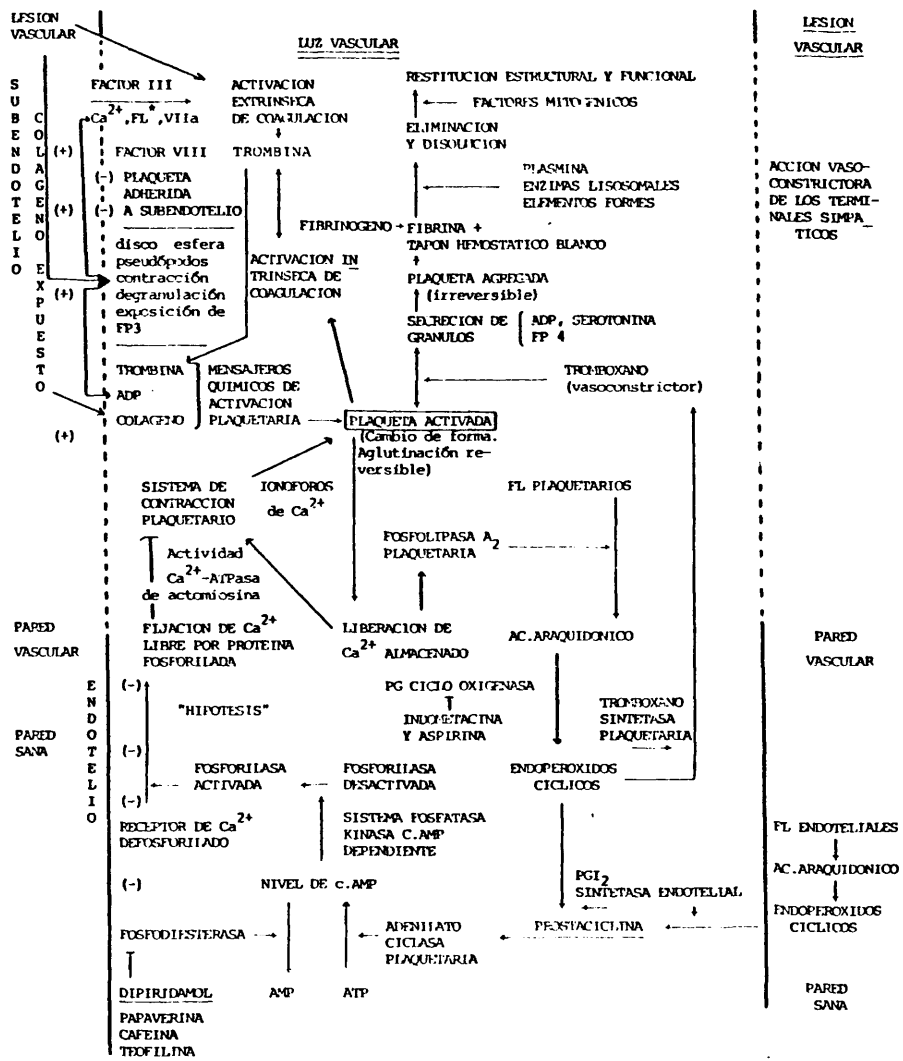 LESION
VASCULAR
LUZ VASCULAR
LESION
VASCULAR
SUBENDOTELIO
COLAGENO EXPUESTO
(+)
(+)
(+)
(+)
FACTOR III
Ca2+,FL*,VIIa
FACTOR VIII
(-) PLAQUETA
ADHERIDA
(-) A SUBENDOTELIO
disco esfera
pseudópodos
contracción
degranulación
exposición de
FP3
TROMBINA
ADP
COLAGENO
MENSAJEROS
QUIMICOS DE
ACTIVACION
PLAQUETARIA
ACTIVACION
EXTRINSECA
DE COAGULACION
TROMBINA
ACTIVACION IN
TRINSECA DE
COAGULACION
RESTITUCION ESTRUCTURAL Y FUNCIONAL
FACTORES MITOGENICOS
ELIMINACION
Y DISOLUCION
PLASMINA
ENZIMAS LISOSOMALES
ELEMENTOS FORMES
FIBRINOGENO
FIBRINA +
TAPON HEMOSTATICO BLANCO
PLAQUETA AGREGADA
(irreversible)
SECRECION DE
GRANULOS
ADP, SEROTONINA
FP 4
TROMBOXANO
(vasoconstrictor)
ACCION VASO-
CONSTRICTORA
DE LOS TERMI-
NALES SIMPA_
TICOS
PLAQUETA ACTIVADA
(Cambio de forma.
Aglutinación re-
versible)
SISTEMA DE
CONTRACCION
PLAQUETARIO
IONOFOROS
de Ca2+
FL PLAQUETARIOS
Actividad
Ca2+-ATPasa
de actomiosina
FOSFOLIPASA A2
PLAQUETARIA
PARED
VASCULAR
FIJACION DE Ca2+
LIBRE POR PROTEINA
FOSFORILADA
LIBERACION DE
Ca2+ ALMACENADO
AC.ARAQUIDONICO
PARED
VASCULAR
ENDOTELIO
(-)
(-)
(-)
(-)
"HIPOTESIS"
PG CICLO OXIGENASA
INDOMETACINA
Y ASPIRINA
TROMBOXANO
SINTETASA
PLAQUETARIA
PARED
SANA
FOSFORILASA
ACTIVADA
FOSFORILASA
DESACTIVADA
ENDOPEROXIDOS
CICLICOS
RECEPTOR DE Ca2+
DEFOSFORILADO
SISTEMA FOSFATASA
KINASA C.AMP
DEPENDIENTE
FL ENDOTELIALES
AC.ARAQUIDONICO
ENDOPEROXIDOS
CICLICOS
NIVEL DE c.AMP
PGI2
SINTETASA ENDOTELIAL
FOSFODIESTERASA
ADENILATO
CICLASA
PLAQUETARIA
PROSTACICLINA
DIPIRIDAMOL
PAPAVERINA
CAFEINA
TEOFILINA
AMP
ATP
PARED
SANA